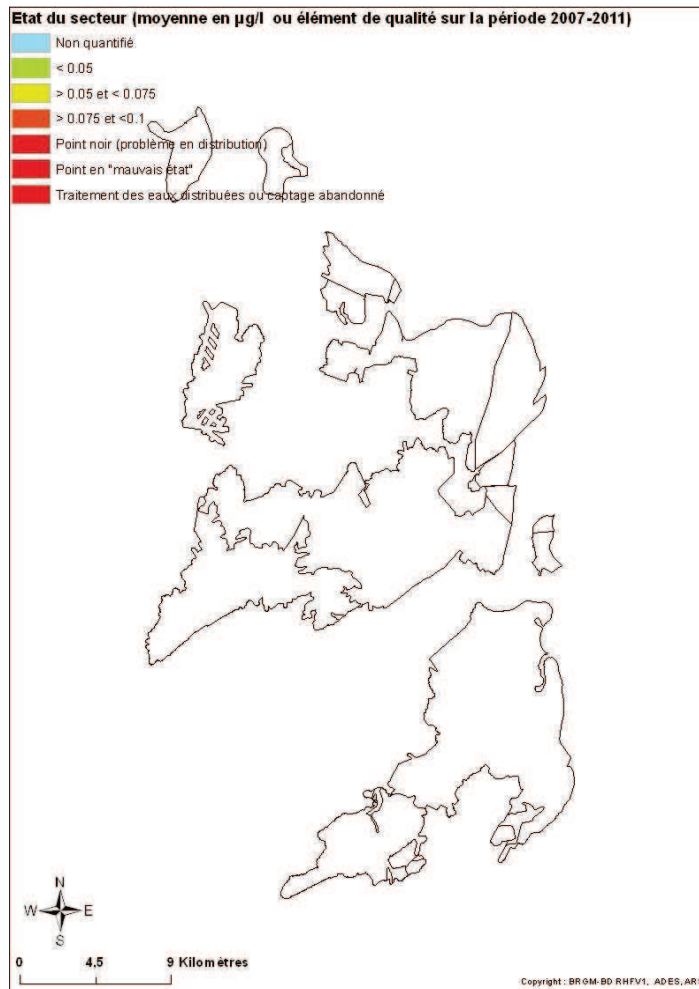 Etat du secteur (moyenne en µg/l ou élément de qualité sur la période 2007-2011)
Non quantifié
< 0.05
> 0.05 et < 0.075
> 0.075 et <0.1
Point noir (problème en distribution)
Point en "mauvais état"
Traitement des eaux distribuées ou captage abandonné
N
W E
S
0 4,5 9 Kilomètres
Copyright : BRGM-BD RHFV1, ADES, ARS